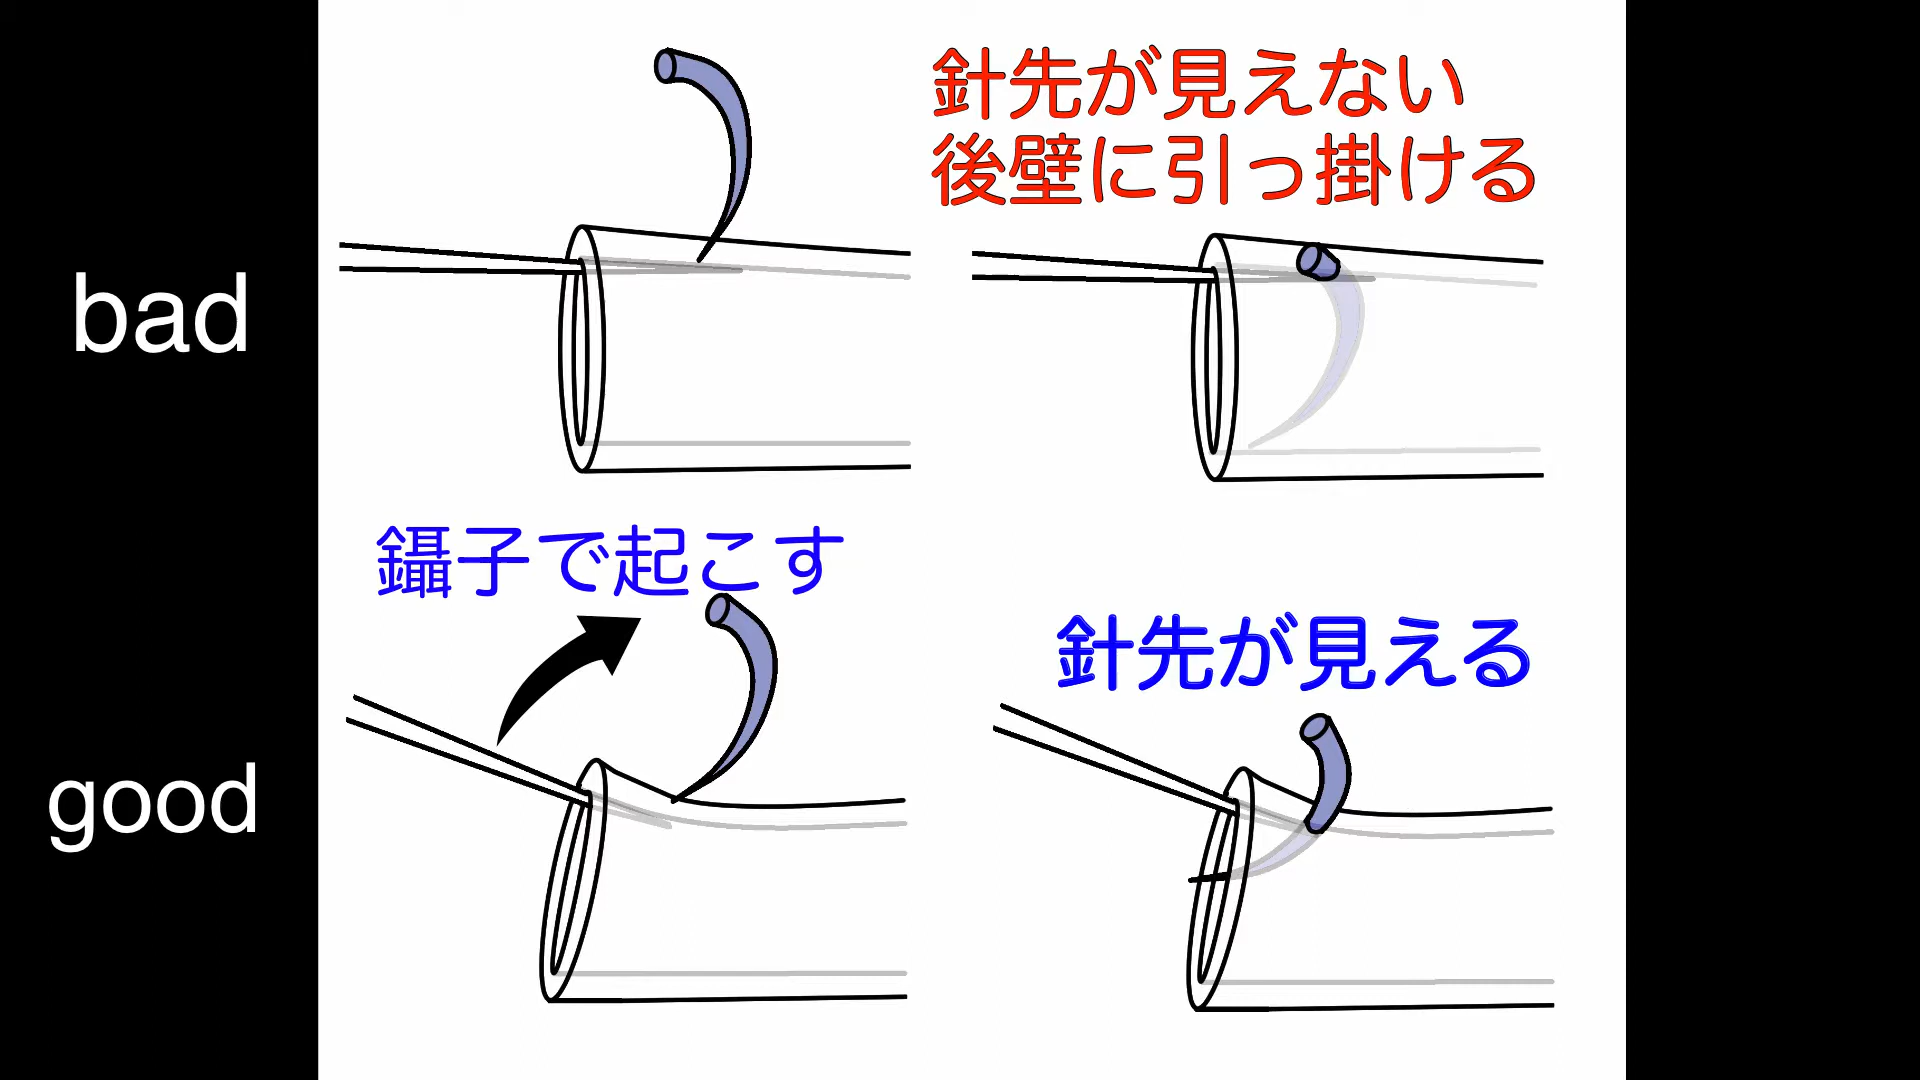 bad
針先が見えない
後壁に引っ掛ける
鑷子で起こす
針先が見える
good